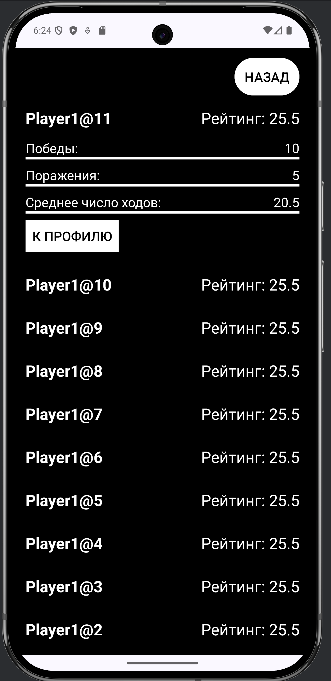 6:24
НАЗАД
Player1@11 Рейтинг: 25.5
Победы: 10
Поражения: 5
Среднее число ходов: 20.5
К ПРОФИЛЮ
Player1@10 Рейтинг: 25.5
Player1@9 Рейтинг: 25.5
Player1@8 Рейтинг: 25.5
Player1@7 Рейтинг: 25.5
Player1@6 Рейтинг: 25.5
Player1@5 Рейтинг: 25.5
Player1@4 Рейтинг: 25.5
Player1@3 Рейтинг: 25.5
Player1@2 Рейтинг: 25.5